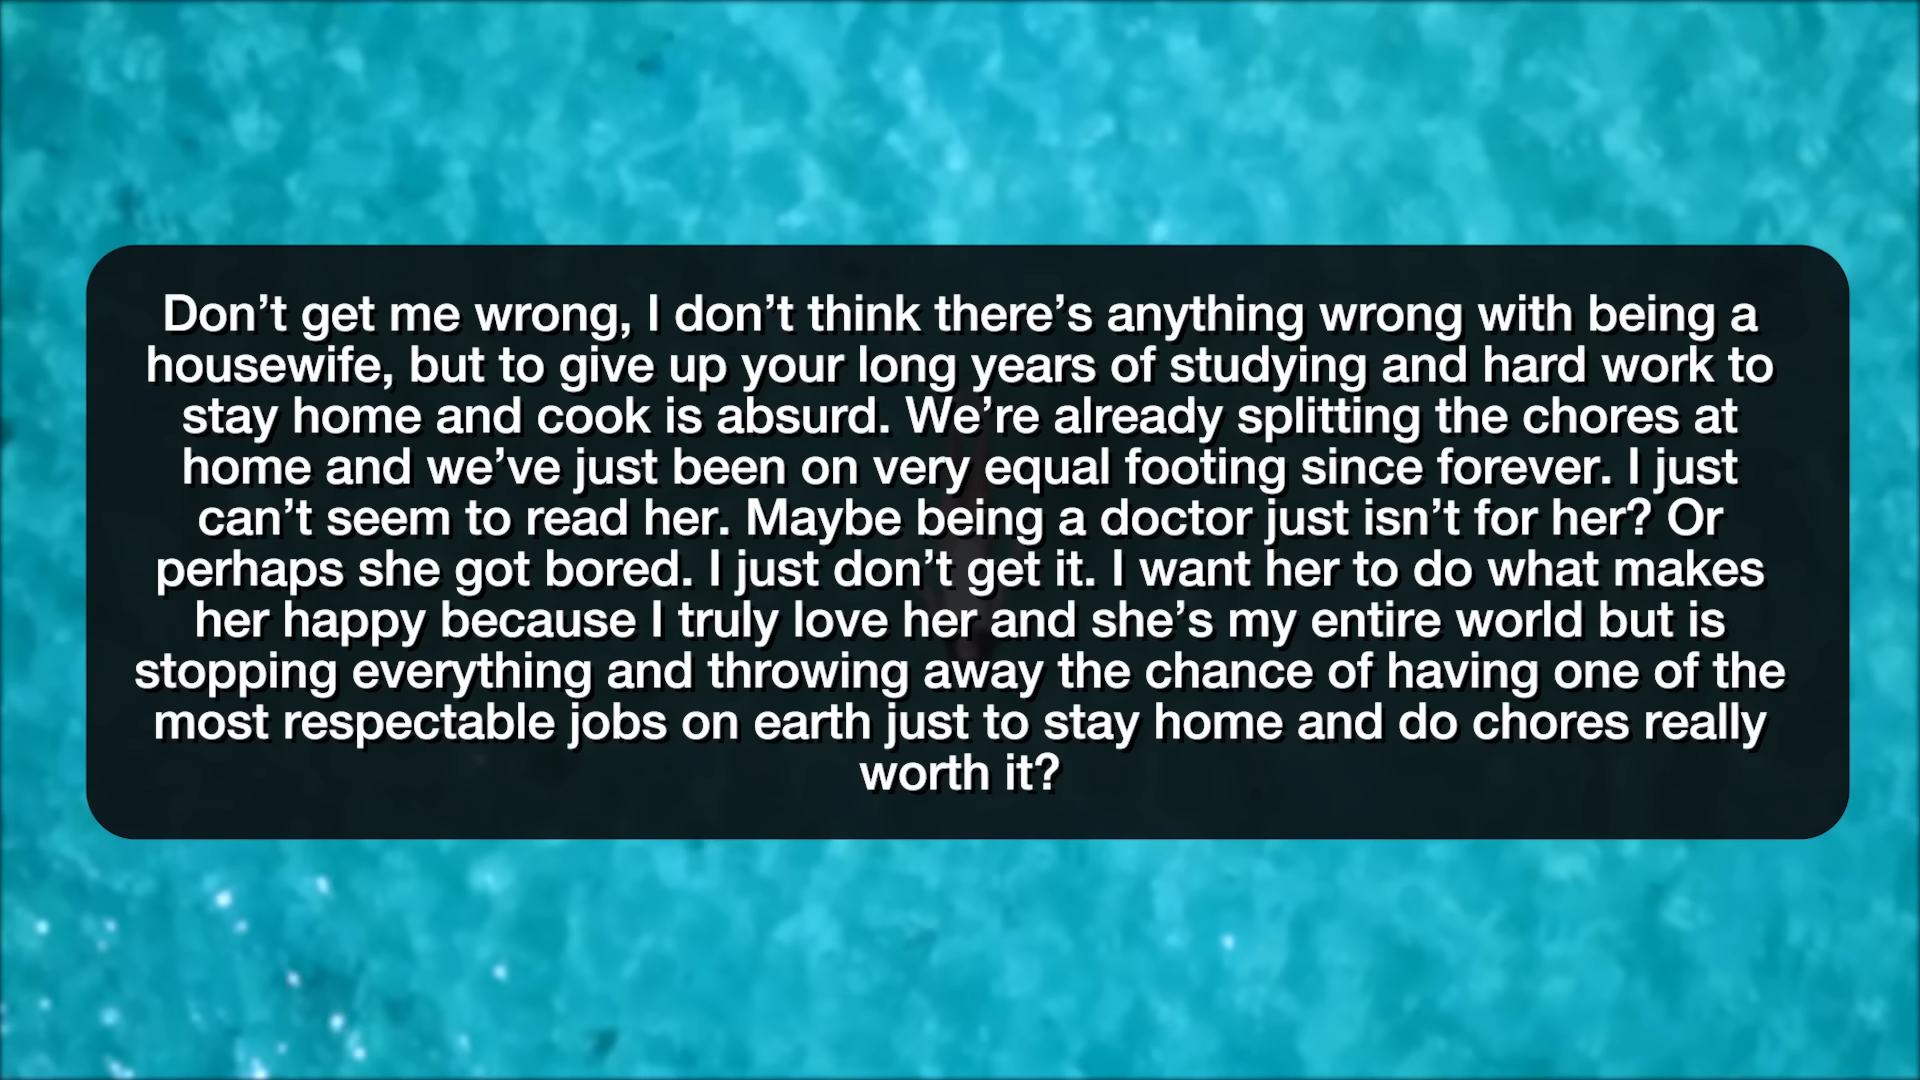 Don’t get me wrong, I don’t think there’s anything wrong with being a
housewife, but to give up your long years of studying and hard work to
stay home and cook is absurd. We’re already splitting the chores at
home and we’ve just been on very equal footing since forever. I just
can’t seem to read her. Maybe being a doctor just isn’t for her? Or
perhaps she got bored. I just don’t get it. I want her to do what makes
her happy because I truly love her and she’s my entire world but is
stopping everything and throwing away the chance of having one of the
most respectable jobs on earth just to stay home and do chores really
worth it?